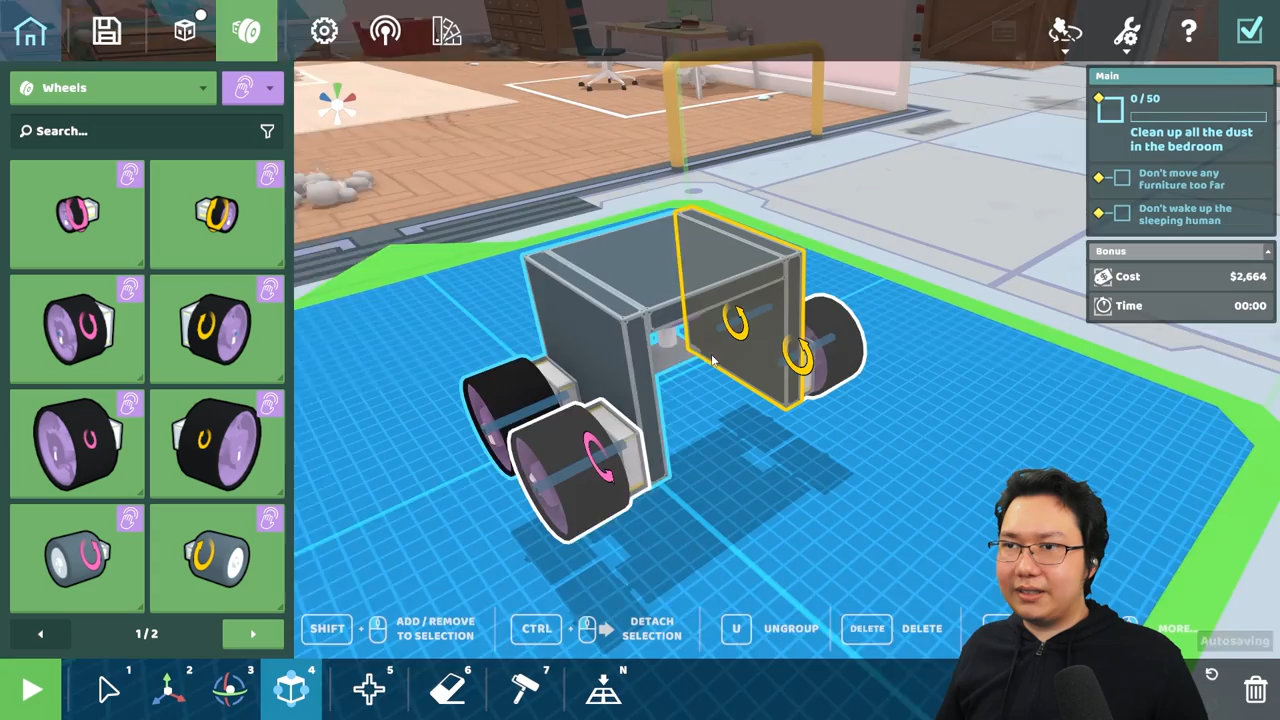 Wheels
Search...
1/2
Main
0 / 50
Clean up all the dust
in the bedroom
Don't move any
furniture too far
Don't wake up the
sleeping human
Bonus
Cost
$2,664
Time
00:00
SHIFT
+
ADD / REMOVE
TO SELECTION
CTRL
+
DETACH
SELECTION
U
UNGROUP
DELETE
DELETE
MORE...
Autosaving
1
2
3
4
5
6
7
N
?